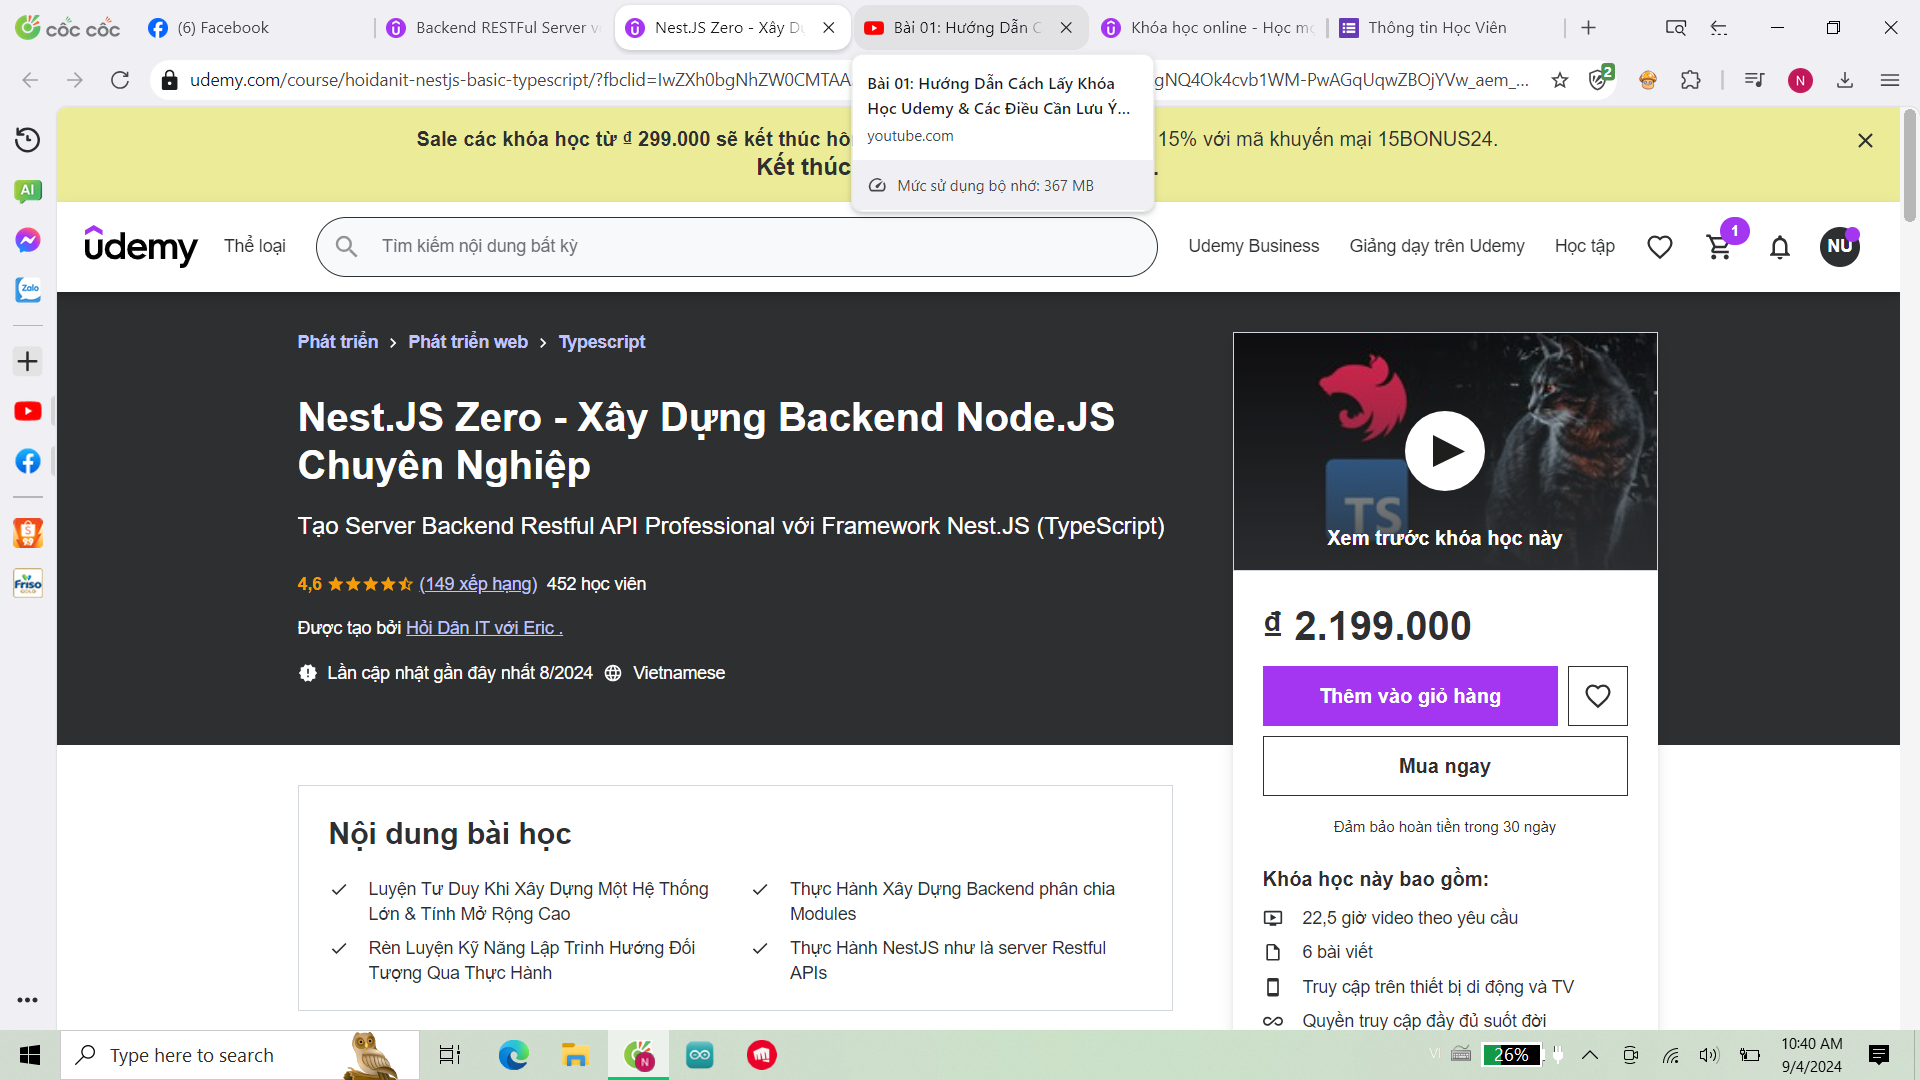 cốc cốc
(6) Facebook
Backend RESTFul Server v
Nest.JS Zero - Xây D
Bài 01: Hướng Dẫn C
Khóa học online - Học mc
Thông tin Học Viên
udemy.com/course/hoidanit-nestjs-basic-typescript/?fbclid=IwZXh0bgNhZW0CMTAA
gNQ4Ok4cvb1WM-PwAGqUqwZBOjYVw_aem_...
2
N
Bài 01: Hướng Dẫn Cách Lấy Khóa
Học Udemy & Các Điều Cần Lưu Ý...
youtube.com
Mức sử dụng bộ nhớ: 367 MB
Sale các khóa học từ ₫ 299.000 sẽ kết thúc hô
15% với mã khuyến mại 15BONUS24.
Kết thúc
AI
Zalo
9.9
Friso
GOLD
udemy
Thể loại
Tìm kiếm nội dung bất kỳ
Udemy Business
Giảng dạy trên Udemy
Học tập
1
NU
Phát triển
Phát triển web
Typescript
Nest.JS Zero - Xây Dựng Backend Node.JS
Chuyên Nghiệp
Tạo Server Backend Restful API Professional với Framework Nest.JS (TypeScript)
4,6
(149 xếp hạng)
452 học viên
Được tạo bởi Hỏi Dân IT với Eric .
Lần cập nhật gần đây nhất 8/2024
Vietnamese
TS
Xem trước khóa học này
₫ 2.199.000
Thêm vào giỏ hàng
Mua ngay
Đảm bảo hoàn tiền trong 30 ngày
Khóa học này bao gồm:
22,5 giờ video theo yêu cầu
6 bài viết
Truy cập trên thiết bị di động và TV
Quyền truy cập đầy đủ suốt đời
Nội dung bài học
Luyện Tư Duy Khi Xây Dựng Một Hệ Thống
Lớn & Tính Mở Rộng Cao
Thực Hành Xây Dựng Backend phân chia
Modules
Rèn Luyện Kỹ Năng Lập Trình Hướng Đối
Tượng Qua Thực Hành
Thực Hành NestJS như là server Restful
APIs
Type here to search
N
VI
26%
10:40 AM
9/4/2024